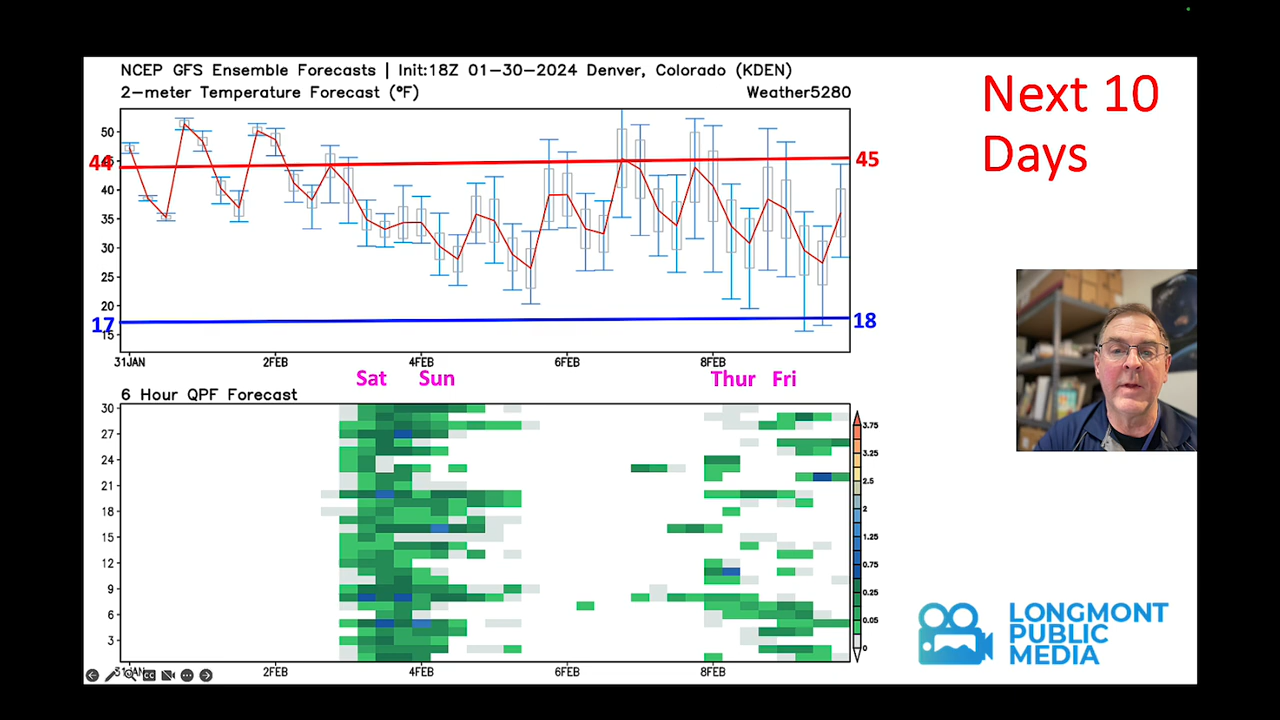 NCEP GFS Ensemble Forecasts | Init:18Z 01-30-2024 Denver, Colorado (KDEN)
2-meter Temperature Forecast (°F)
Weather5280
Next 10
Days
50
45
40
35
30
25
20
15
44
45
17
18
31JAN 2FEB 4FEB 6FEB 8FEB
Sat Sun Thur Fri
6 Hour QPF Forecast
30
27
24
21
18
15
12
9
6
3
3.75
3.25
2.5
2
1.25
0.75
0.25
0.05
0
2FEB 4FEB 6FEB 8FEB
CC
LONGMONT
PUBLIC
MEDIA